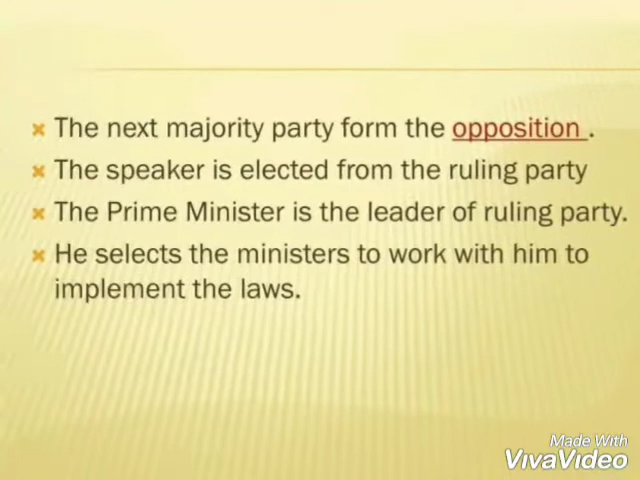 The next majority party form the opposition .
The speaker is elected from the ruling party
The Prime Minister is the leader of ruling party.
He selects the ministers to work with him to
implement the laws.
Made With
VivaVideo